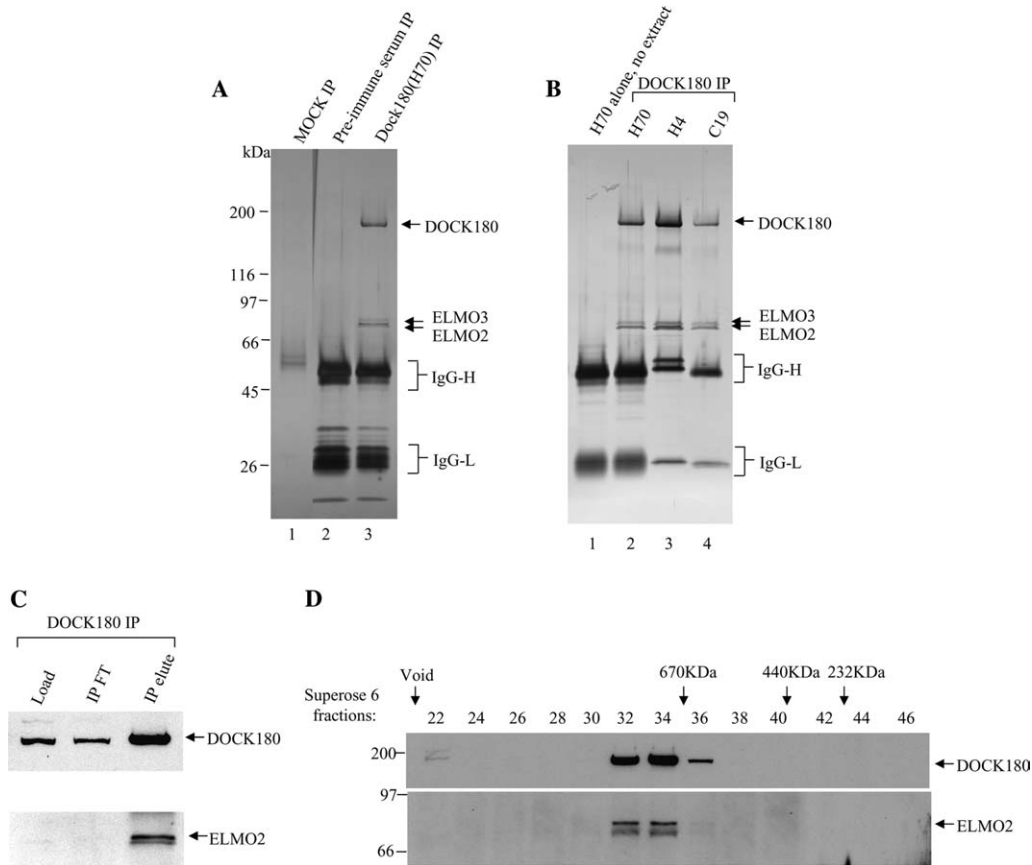 A
MOCK IP
Pre-immune serum IP
Dock180(H70) IP
kDa
200
116
97
66
45
26
DOCK180
ELMO3
ELMO2
IgG-H
IgG-L
1 2 3
B
H70 alone, no extract
DOCK180 IP
H70
H4
C19
DOCK180
ELMO3
ELMO2
IgG-H
IgG-L
1 2 3 4
C
DOCK180 IP
Load
IP FT
IP elute
DOCK180
ELMO2
D
Void 670KDa 440KDa 232KDa
Superose 6
fractions: 22 24 26 28 30 32 34 36 38 40 42 44 46
200
DOCK180
97
ELMO2
66